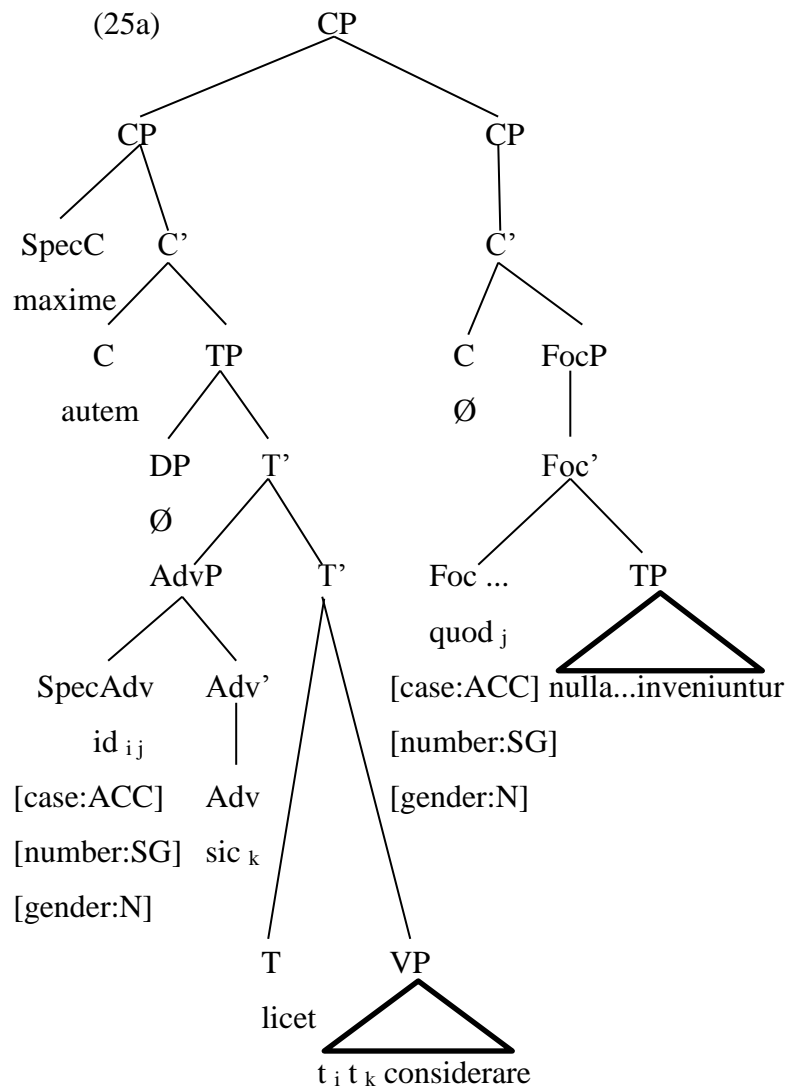 (25a) CP
CP CP
SpecC C’ C’
maxime
C TP C FocP
autem Ø
DP T’ Foc’
Ø
AdvP T’ Foc ... TP
quod j
SpecAdv Adv’ [case:ACC] nulla...inveniuntur
id i j [number:SG]
[case:ACC] Adv [gender:N]
[number:SG] sic k
[gender:N]
T VP
licet
t i t k considerare